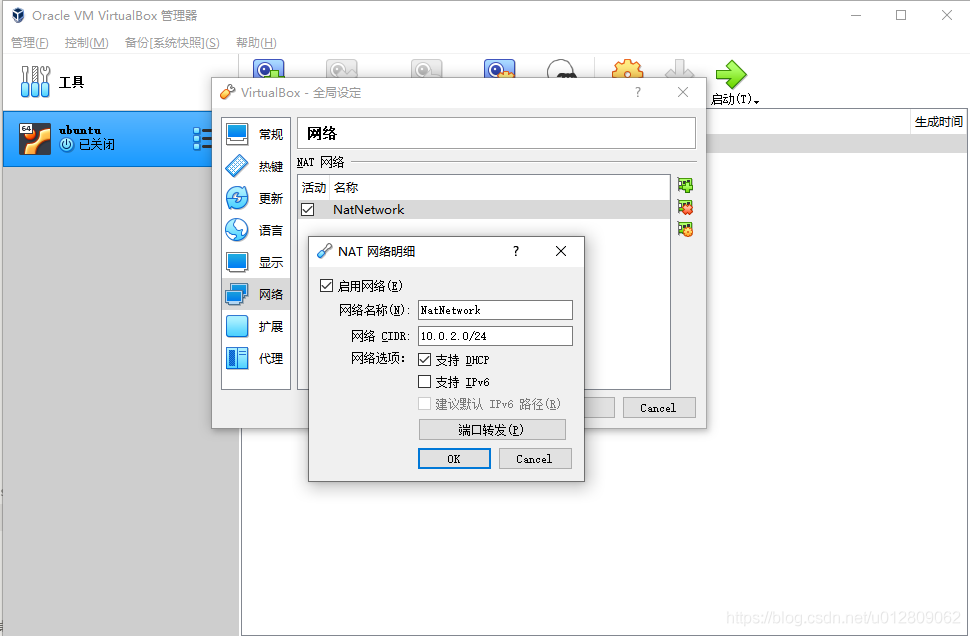 Oracle VM VirtualBox 管理器
管理(F) 控制(M) 备份[系统快照](S) 帮助(H)
工具
启动(T)
64
ubuntu
已关闭
生成时间
VirtualBox - 全局设定 ?
常规
热键
更新
语言
显示
网络
扩展
代理
网络
NAT 网络
活动 名称
NatNetwork
Cancel
NAT 网络明细 ?
启用网络(E)
网络名称(N): NatNetwork
网络 CIDR: 10.0.2.0/24
网络选项: 支持 DHCP
支持 IPv6
建议默认 IPv6 路径(R)
端口转发(P)
OK Cancel
https://blog.csdn.net/u012809062